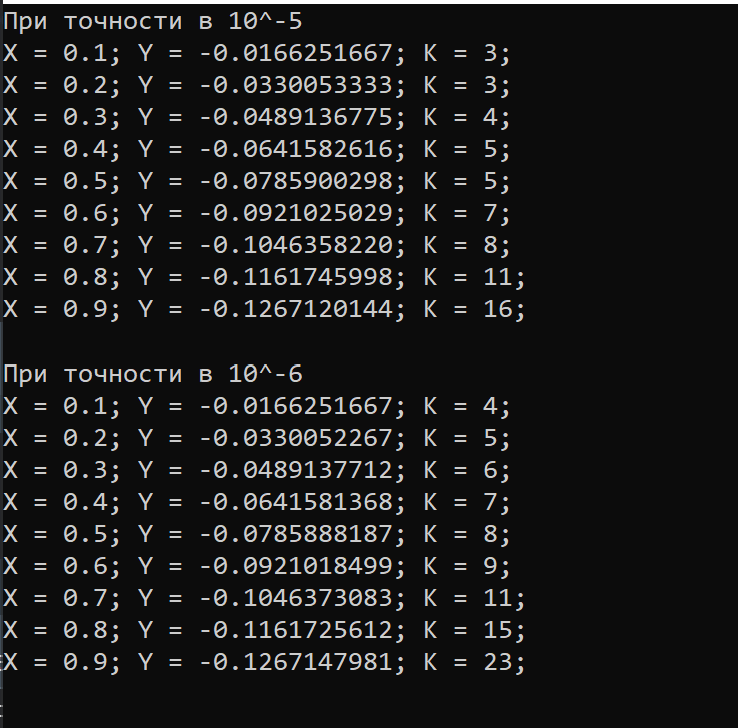 При точности в 10^-5
X = 0.1; Y = -0.0166251667; K = 3;
X = 0.2; Y = -0.0330053333; K = 3;
X = 0.3; Y = -0.0489136775; K = 4;
X = 0.4; Y = -0.0641582616; K = 5;
X = 0.5; Y = -0.0785900298; K = 5;
X = 0.6; Y = -0.0921025029; K = 7;
X = 0.7; Y = -0.1046358220; K = 8;
X = 0.8; Y = -0.1161745998; K = 11;
X = 0.9; Y = -0.1267120144; K = 16;
При точности в 10^-6
X = 0.1; Y = -0.0166251667; K = 4;
X = 0.2; Y = -0.0330052267; K = 5;
X = 0.3; Y = -0.0489137712; K = 6;
X = 0.4; Y = -0.0641581368; K = 7;
X = 0.5; Y = -0.0785888187; K = 8;
X = 0.6; Y = -0.0921018499; K = 9;
X = 0.7; Y = -0.1046373083; K = 11;
X = 0.8; Y = -0.1161725612; K = 15;
X = 0.9; Y = -0.1267147981; K = 23;